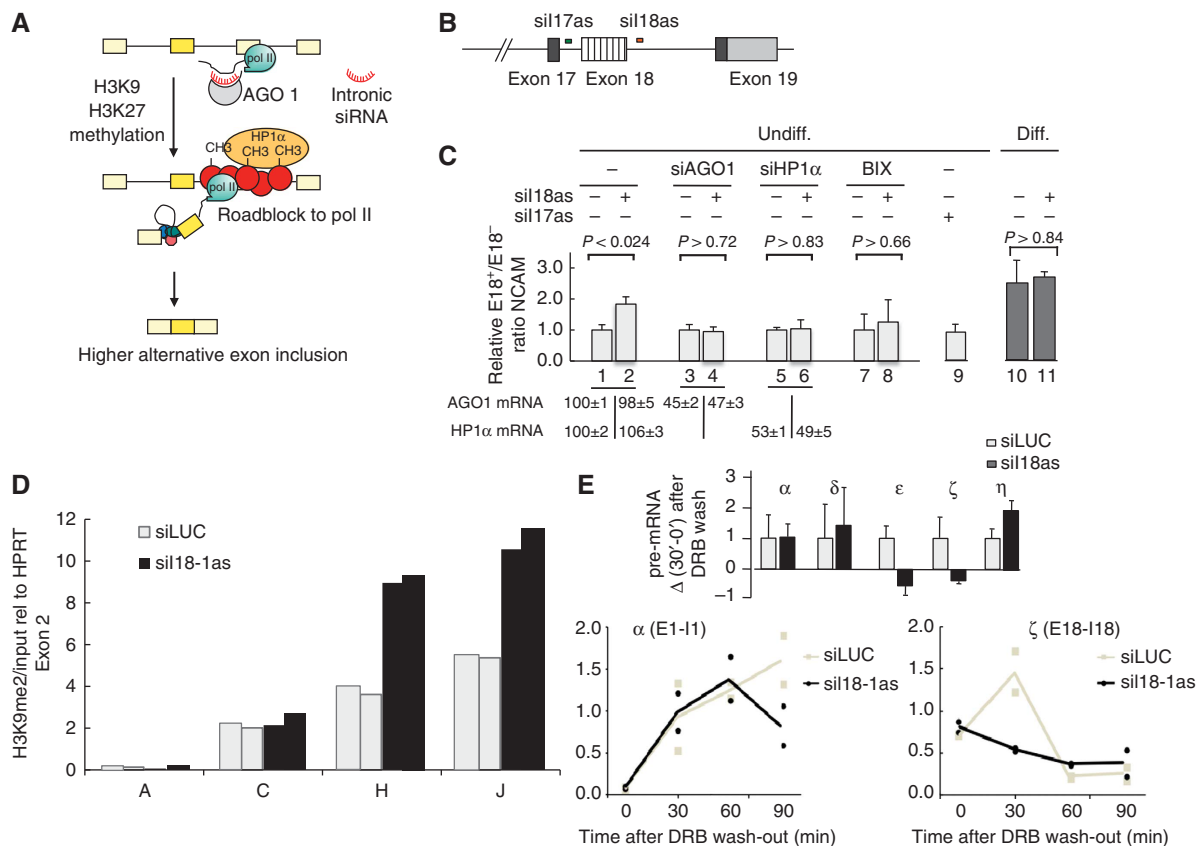 A
pol II
AGO 1
H3K9
H3K27
methylation
Intronic
siRNA
HP1α
CH3
CH3
CH3
pol II
Roadblock to pol II
Higher alternative exon inclusion
B
siI17as
siI18as
Exon 17
Exon 18
Exon 19
C
Undiff.
Diff.
–
siAGO1
siHP1α
BIX
–
–
siI18as
– + – + – + – + – – +
siI17as
– – – – – – – – + – –
P < 0.024
P > 0.72
P > 0.83
P > 0.66
P > 0.84
Relative E18+/E18−
ratio NCAM
3.0
2.0
1.0
0.0
1 2 3 4 5 6 7 8 9 10 11
AGO1 mRNA 100±1 98±5 45±2 47±3
HP1α mRNA 100±2 106±3 53±1 49±5
D
H3K9me2/input rel to HPRT
Exon 2
12
10
8
6
4
2
0
siLUC
siI18-1as
A C H J
E
siLUC
siI18as
pre-mRNA
Δ (30′-0′) after
DRB wash
3
2
1
0
−1
α δ ε ζ η
α (E1-I1)
2.0
1.5
1.0
0.5
0.0
siLUC
siI18-1as
0 30 60 90
Time after DRB wash-out (min)
ζ (E18-I18)
2.0
1.5
1.0
0.5
0.0
siLUC
siI18-1as
0 30 60 90
Time after DRB wash-out (min)